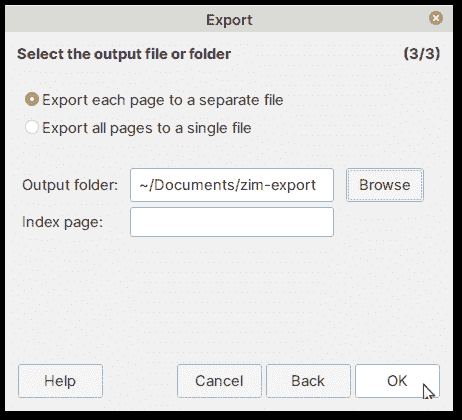 Export
Select the output file or folder (3/3)
Export each page to a separate file
Export all pages to a single file
Output folder: ~/Documents/zim-export Browse
Index page:
Help Cancel Back OK